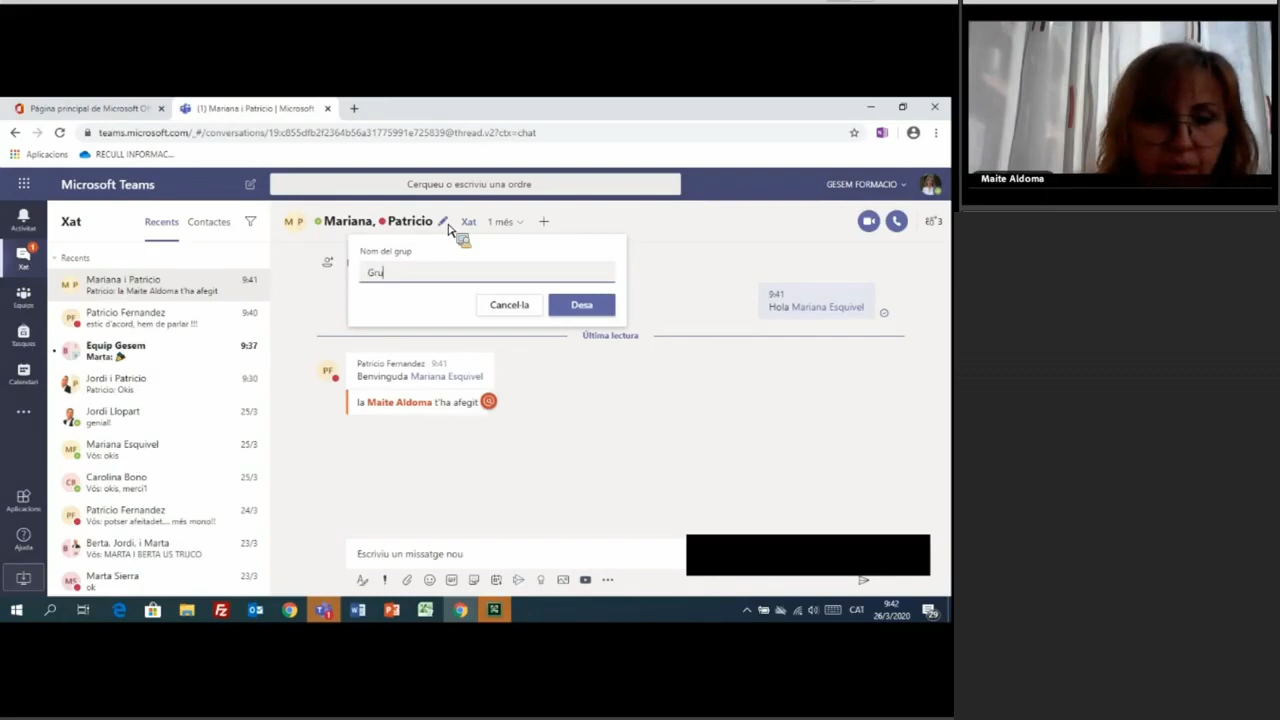 Página principal de Microsoft Of
(1) Mariana i Patricio | Microsoft
teams.microsoft.com/_#/conversations/19:c855dfb2f2364b56a31775991e725839@thread.v2?ctx=chat
Aplicacions
RECULL INFORMAC...
Microsoft Teams
Cerqueu o escriviu una ordre
GESEM FORMACIO
Activitat
Xat
1
Equips
Tasques
Calendari
Aplicacions
Ajuda
Xat
Recents
Contactes
Recents
Mariana i Patricio 9:41
Patricio: la Maite Aldoma t'ha afegit
Patricio Fernandez 9:40
estic d'acord, hem de parlar !!!
Equip Gesem 9:37
Marta:
Jordi i Patricio 9:30
Patricio: Okis
Jordi Llopart 25/3
genial!
Mariana Esquivel 25/3
Vós: okis
Carolina Bono 25/3
Vós: okis, merci1
Patricio Fernandez 24/3
Vós: potser afeitadet.... més mono!!
Berta, Jordi, i Marta 23/3
Vós: MARTA I BERTA US TRUCO
Marta Sierra 23/3
ok
M P
Mariana, Patricio
Xat
1 més
3
Nom del grup
Gru
Cancel·la
Desa
9:41
Hola Mariana Esquivel
Última lectura
PF
Patricio Fernandez 9:41
Benvinguda Mariana Esquivel
la Maite Aldoma t'ha afegit
Escriviu un missatge nou
CAT
9:42
26/3/2020
29
Maite Aldoma